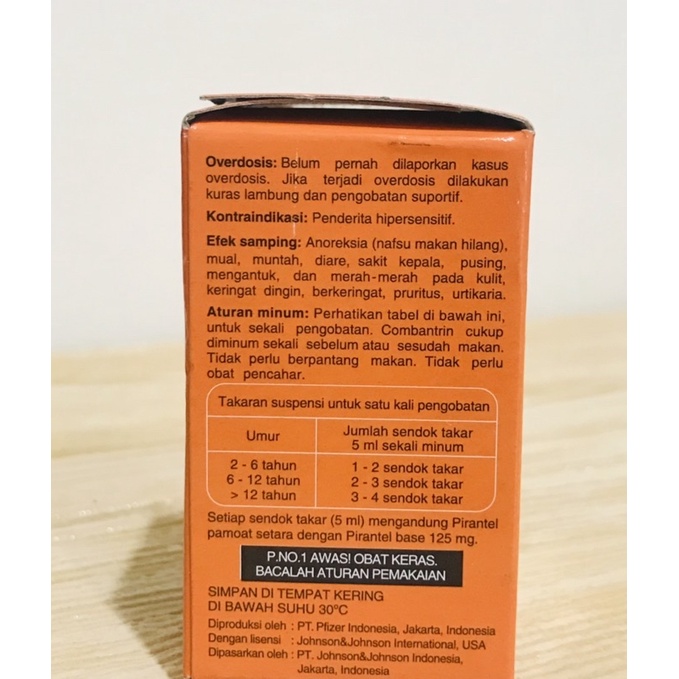 Overdosis: Belum pernah dilaporkan kasus
overdosis. Jika terjadi overdosis dilakukan
kuras lambung dan pengobatan suportif.
Kontraindikasi: Penderita hipersensitif.
Efek samping: Anoreksia (nafsu makan hilang),
mual, muntah, diare, sakit kepala, pusing,
mengantuk, dan merah-merah pada kulit,
keringat dingin, berkeringat, pruritus, urtikaria.
Aturan minum: Perhatikan tabel di bawah ini,
untuk sekali pengobatan. Combantrin cukup
diminum sekali sebelum atau sesudah makan.
Tidak perlu berpantang makan. Tidak perlu
obat pencahar.
Takaran suspensi untuk satu kali pengobatan
Umur
Jumlah sendok takar
5 ml sekali minum
2 - 6 tahun 1 - 2 sendok takar
6 - 12 tahun 2 - 3 sendok takar
> 12 tahun 3 - 4 sendok takar
Setiap sendok takar (5 ml) mengandung Pirantel
pamoat setara dengan Pirantel base 125 mg.
P.NO.1 AWAS! OBAT KERAS.
BACALAH ATURAN PEMAKAIAN
SIMPAN DI TEMPAT KERING
DI BAWAH SUHU 30°C
Diproduksi oleh : PT. Pfizer Indonesia, Jakarta, Indonesia
Dengan lisensi : Johnson&Johnson International, USA
Dipasarkan oleh : PT. Johnson&Johnson Indonesia,
Jakarta, Indonesia